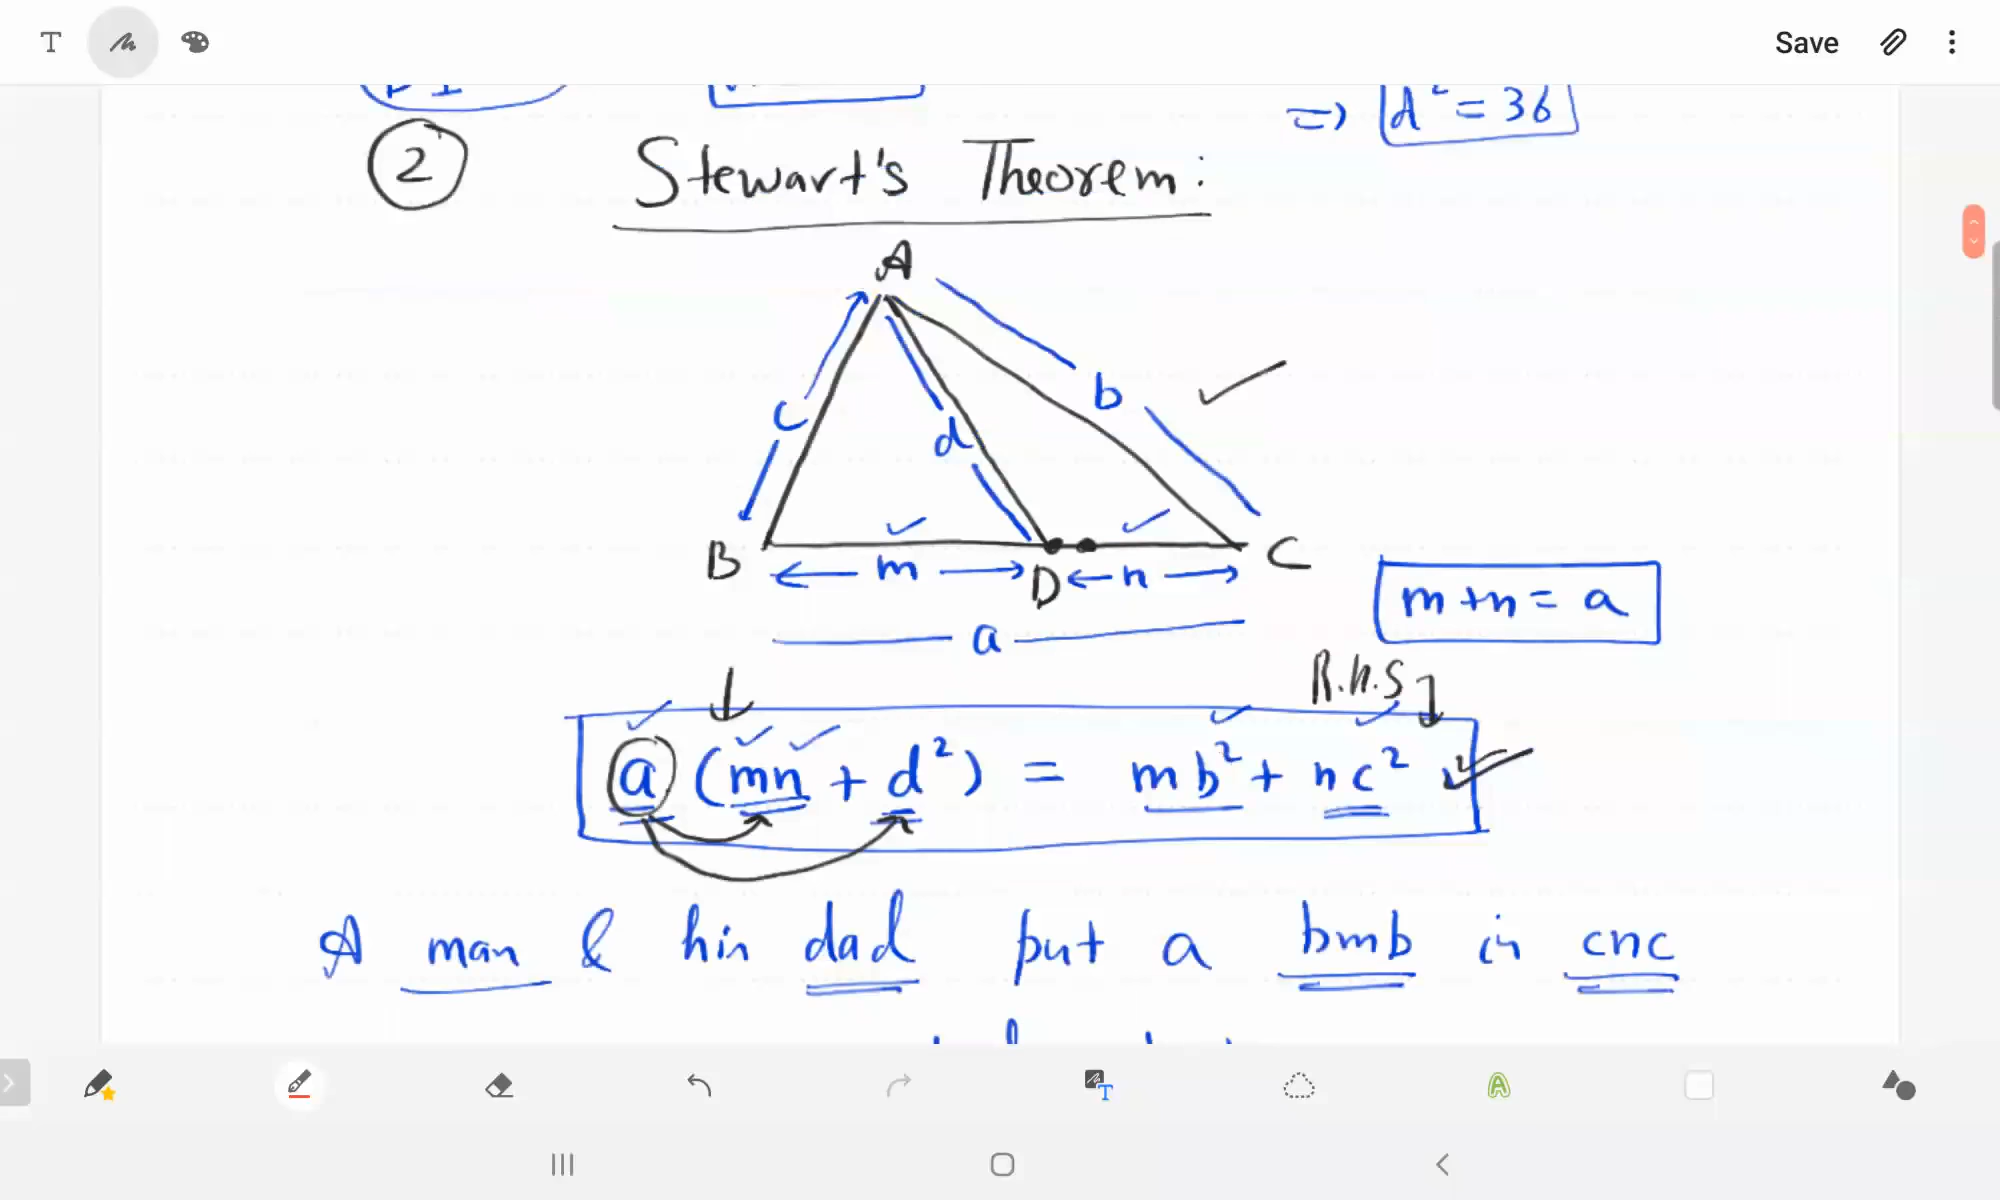 T Save
=> d² = 36
2 Stewart's Theorem:
A
c d b
B m D n C
m+n = a
a
R.h.S
a (mn + d²) = mb² + nc²
A man & his dad put a bmb in cnc